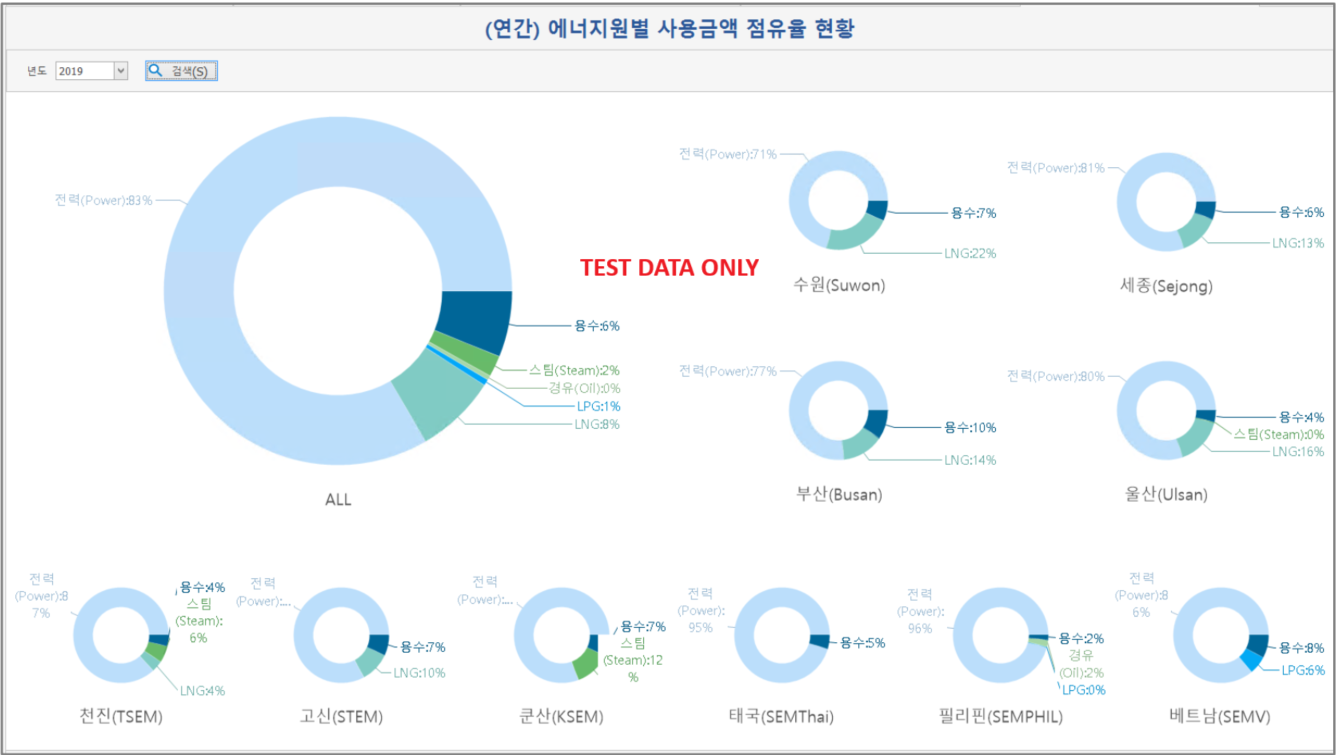 (연간) 에너지원별 사용금액 점유율 현황
년도 2019 검색(S)
전력(Power):83%
용수:6%
스팀(Steam):2%
경유(Oil):0%
LPG:1%
LNG:8%
ALL
TEST DATA ONLY
전력(Power):71%
용수:7%
LNG:22%
수원(Suwon)
전력(Power):81%
용수:6%
LNG:13%
세종(Sejong)
전력(Power):77%
용수:10%
LNG:14%
부산(Busan)
전력(Power):80%
용수:4%
스팀(Steam):0%
LNG:16%
울산(Ulsan)
전력
(Power):8
7%
용수:4%
스팀
(Steam):
6%
LNG:4%
천진(TSEM)
전력
(Power):...
용수:7%
LNG:10%
고신(STEM)
전력
(Power):...
용수:7%
스팀
(Steam):12
%
쿤산(KSEM)
전력
(Power):
95%
용수:5%
태국(SEMThai)
전력
(Power):
96%
용수:2%
경유
(Oil):2%
LPG:0%
필리핀(SEMPHIL)
전력
(Power):8
6%
용수:8%
LPG:6%
베트남(SEMV)